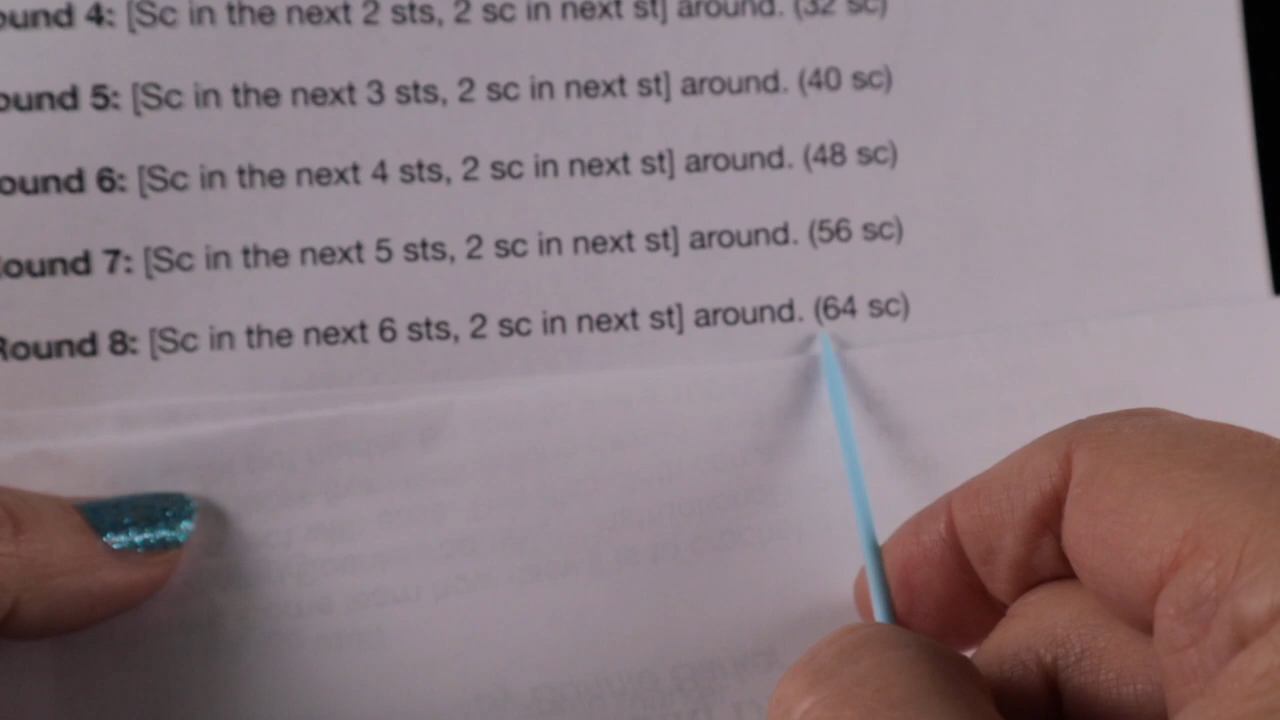 ound 4: [Sc in the next 2 sts, 2 sc in next st] around. (32 sc)
ound 5: [Sc in the next 3 sts, 2 sc in next st] around. (40 sc)
ound 6: [Sc in the next 4 sts, 2 sc in next st] around. (48 sc)
ound 7: [Sc in the next 5 sts, 2 sc in next st] around. (56 sc)
Round 8: [Sc in the next 6 sts, 2 sc in next st] around. (64 sc)